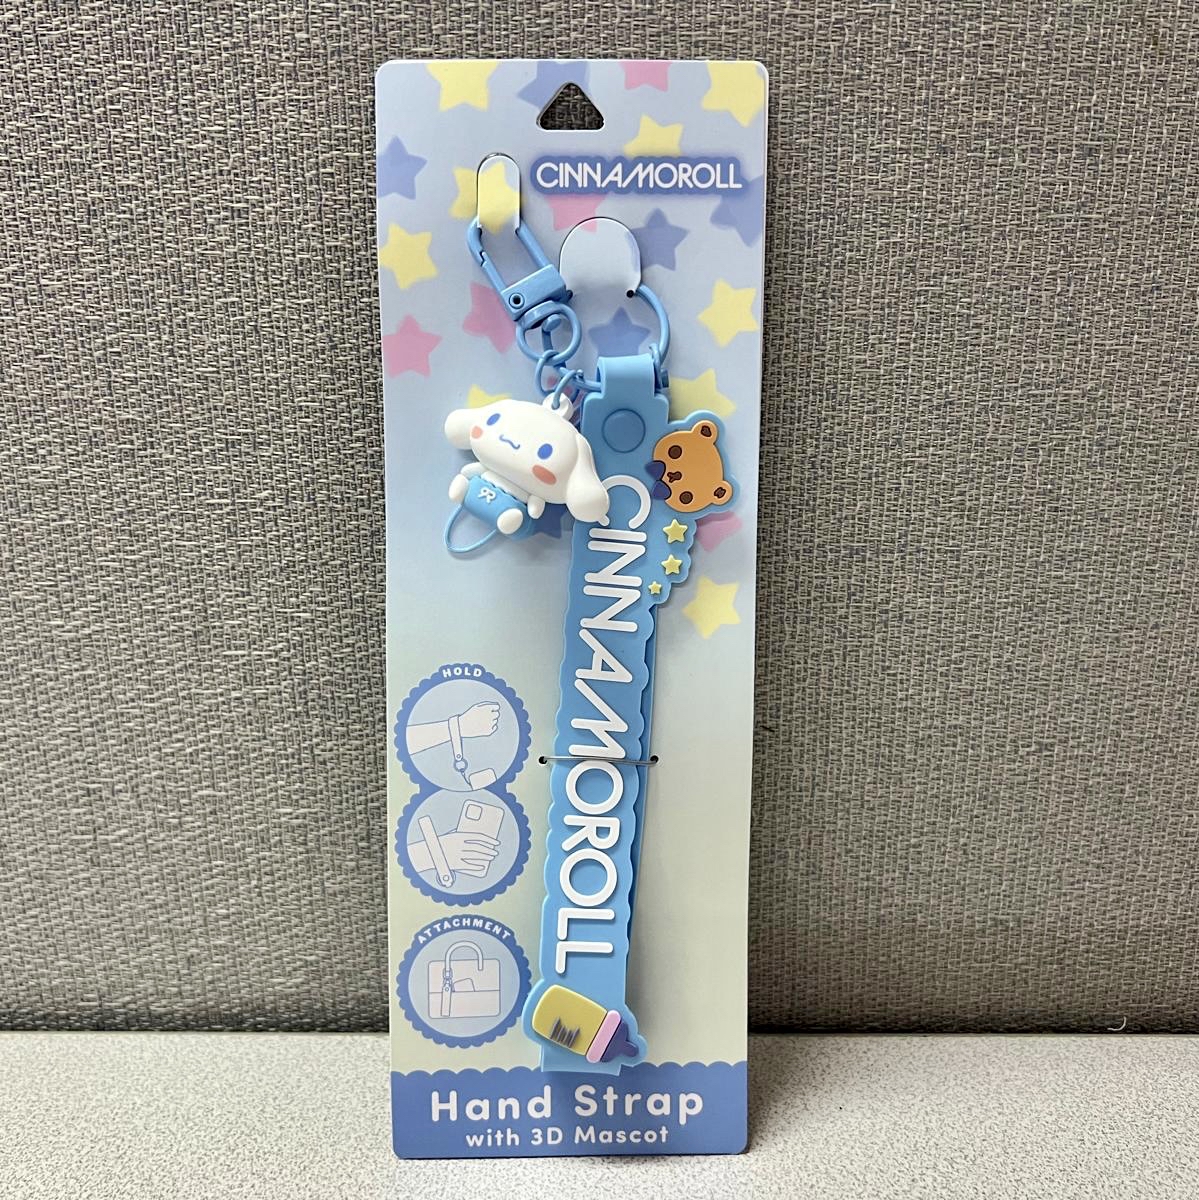 CINNAMOROLL
CINNAMOROLL
HOLD
ATTACHMENT
Hand Strap
with 3D Mascot